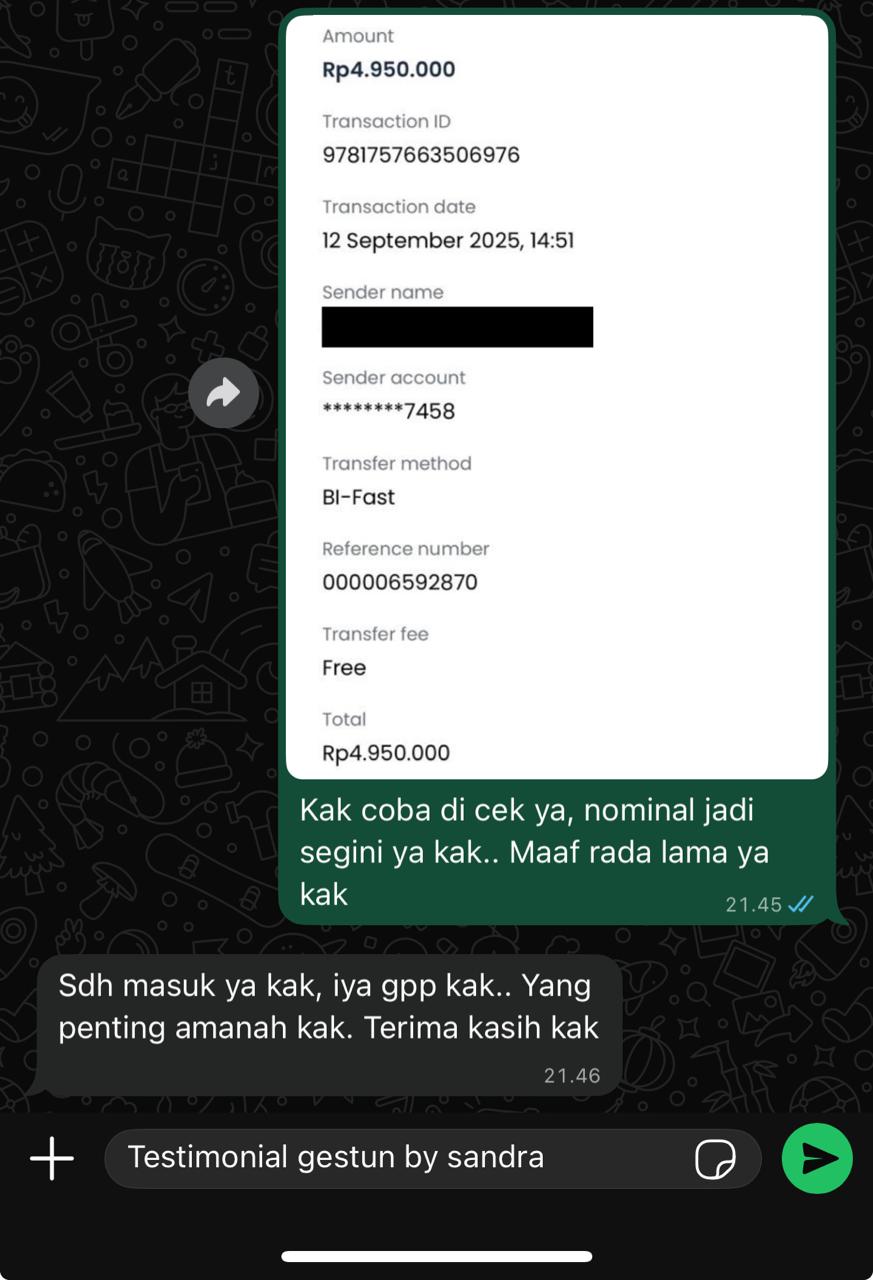 Amount
Rp4.950.000
Transaction ID
9781757663506976
Transaction date
12 September 2025, 14:51
Sender name
Sender account
********7458
Transfer method
BI-Fast
Reference number
000006592870
Transfer fee
Free
Total
Rp4.950.000
Kak coba di cek ya, nominal jadi
segini ya kak.. Maaf rada lama ya
kak
21.45
Sdh masuk ya kak, iya gpp kak.. Yang
penting amanah kak. Terima kasih kak
21.46
Testimonial gestun by sandra